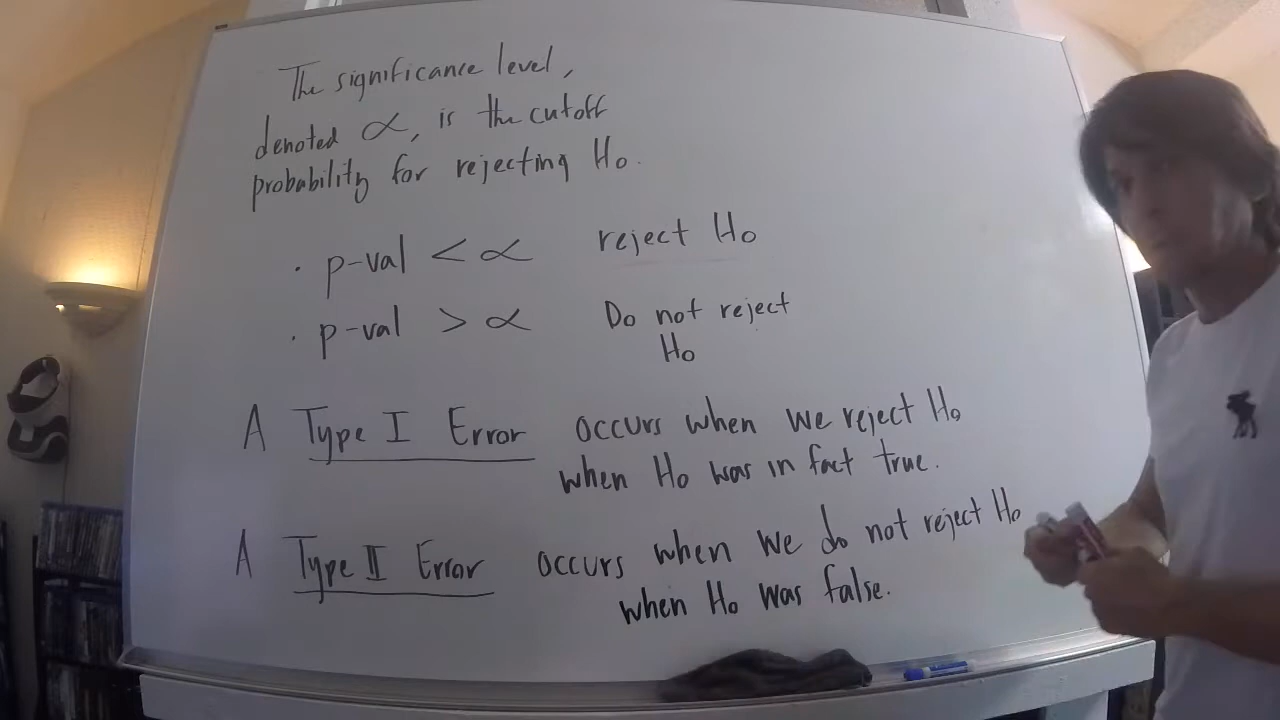 The significance level,
denoted α, is the cutoff
probability for rejecting H₀.
· p-val < α reject H₀
· p-val > α Do not reject
H₀
A Type I Error occurs when we reject H₀
when H₀ was in fact true.
A Type II Error occurs when we do not reject H₀
when H₀ was false.